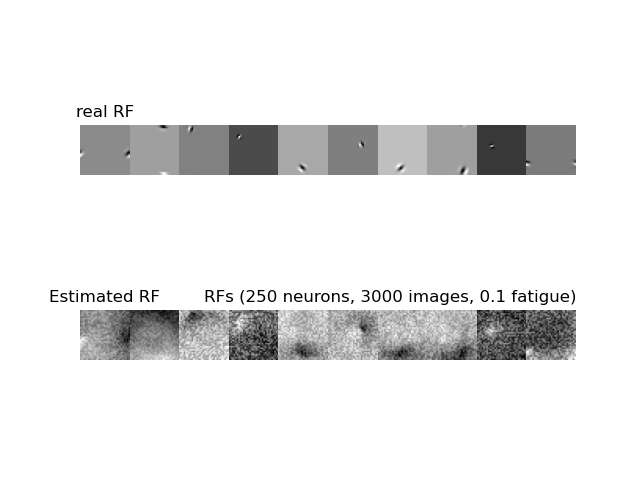 real RF
Estimated RF
RFs (250 neurons, 3000 images, 0.1 fatigue)